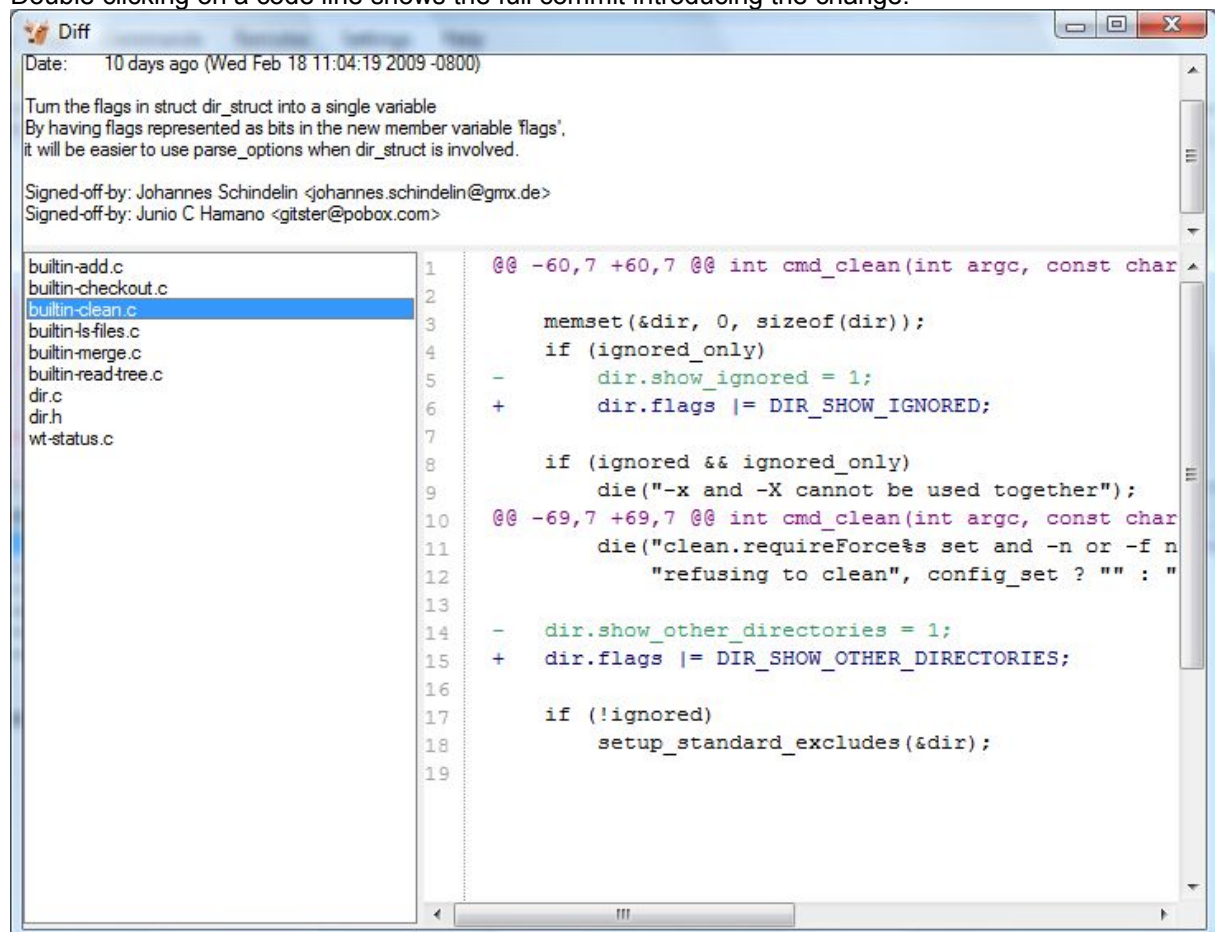 Double clicking on a code line shows the full commit introducing the change.
Diff
Date: 10 days ago (Wed Feb 18 11:04:19 2009 -0800)
Turn the flags in struct dir_struct into a single variable
By having flags represented as bits in the new member variable 'flags',
it will be easier to use parse_options when dir_struct is involved.
Signed-off-by: Johannes Schindelin <johannes.schindelin@gmx.de>
Signed-off-by: Junio C Hamano <gitster@pobox.com>
builtin-add.c
builtin-checkout.c
builtin-clean.c
builtin-ls-files.c
builtin-merge.c
builtin-read-tree.c
dir.c
dir.h
wt-status.c
1 @@ -60,7 +60,7 @@ int cmd_clean(int argc, const char
2
3 memset(&dir, 0, sizeof(dir));
4 if (ignored_only)
5 - dir.show_ignored = 1;
6 + dir.flags |= DIR_SHOW_IGNORED;
7
8 if (ignored && ignored_only)
9 die("-x and -X cannot be used together");
10 @@ -69,7 +69,7 @@ int cmd_clean(int argc, const char
11 die("clean.requireForce%s set and -n or -f n
12 "refusing to clean", config_set ? "" : "
13
14 - dir.show_other_directories = 1;
15 + dir.flags |= DIR_SHOW_OTHER_DIRECTORIES;
16
17 if (!ignored)
18 setup_standard_excludes(&dir);
19